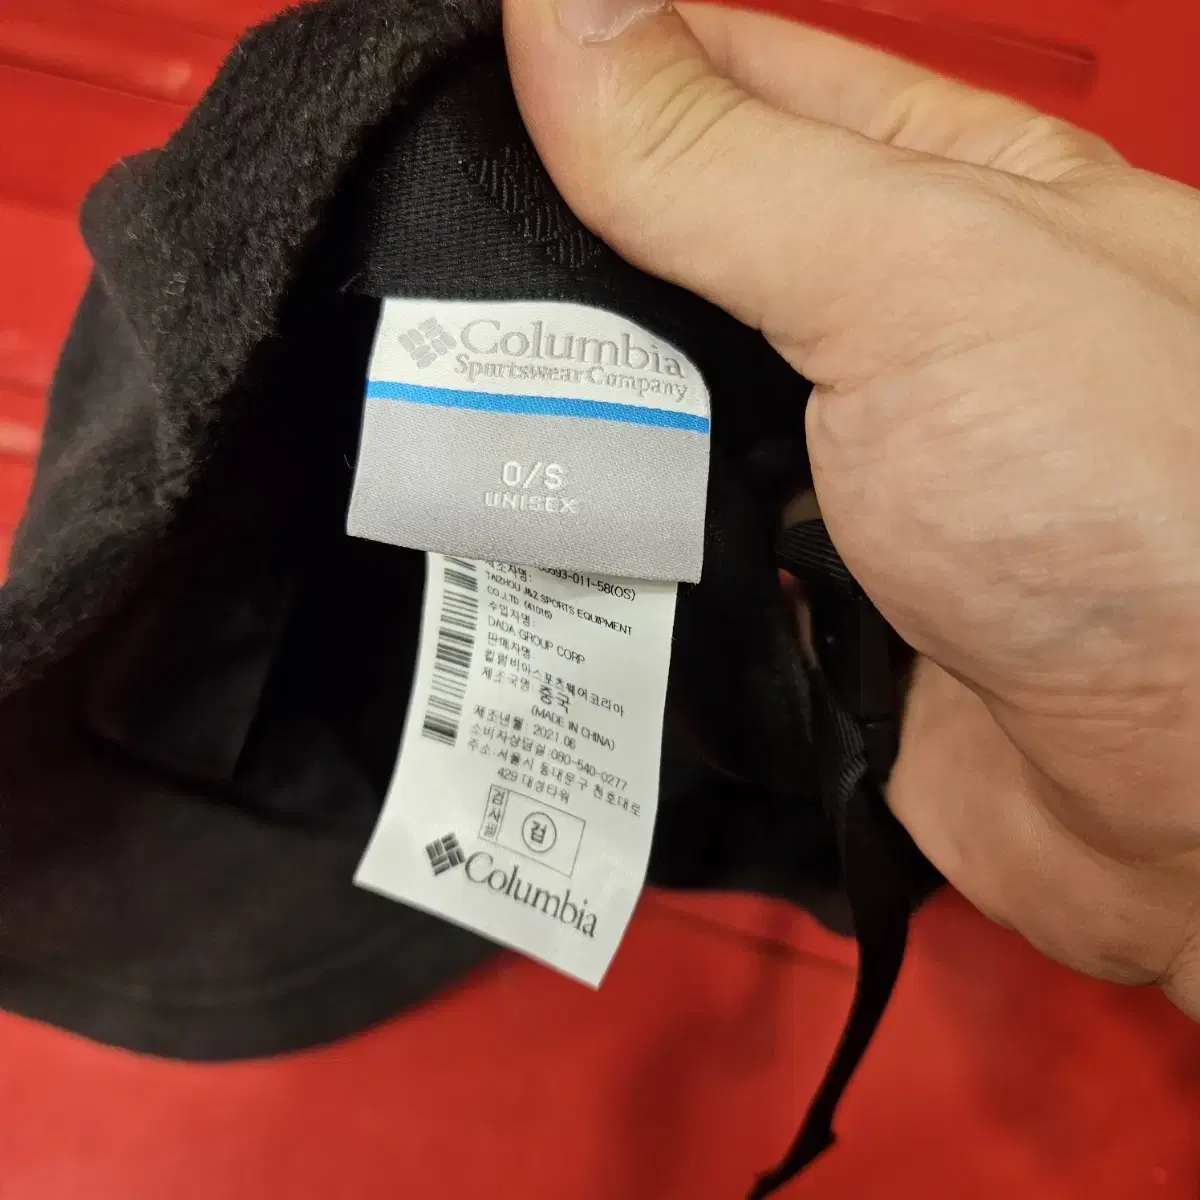 Columbia
Sportswear Company
O/S
UNISEX
제조자명:
TAIZHOU J&Z SPORTS EQUIPMENT
CO.,LTD (41016)
수입자명:
DADA GROUP CORP
판매자명:
컬럼비아스포츠웨어코리아
제조국명: 중국
(MADE IN CHINA)
제조년월: 2021.06
소비자상담실:080-540-0277
주소:서울시 동대문구 천호대로
429 대성타워
검사필
검
Columbia